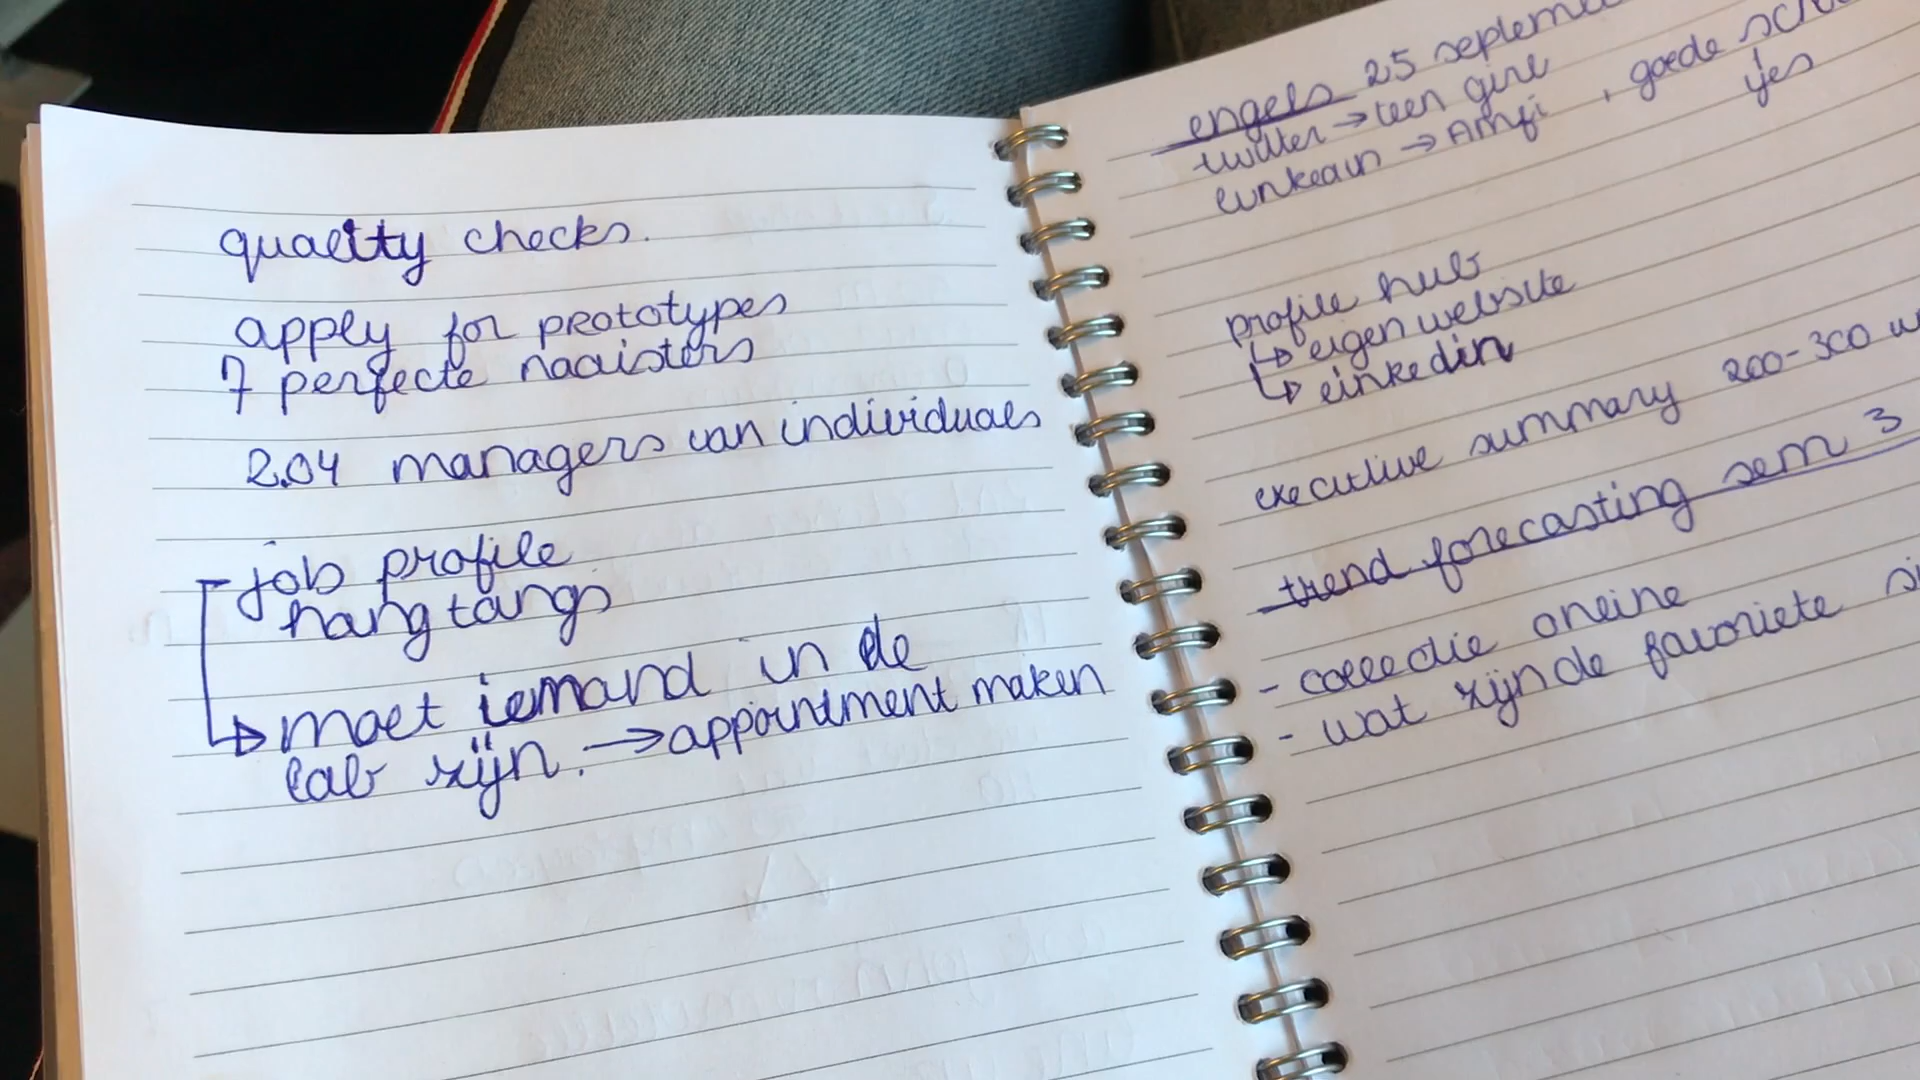 quality checks.
apply for prototypes
7 perfecte naaisters
2.04 managers van individuals
job profile
hang tangs
↳ moet iemand in de
lab zijn. → appointment maken
engels 25 september
twitter → teen girl
linkeain → AMFI , goede
yes
profile hub
↳ eigen website
↳ linkedin
executive summary 200-300
trend forecasting sem 3
- collectie online
- wat zijn de favoriete